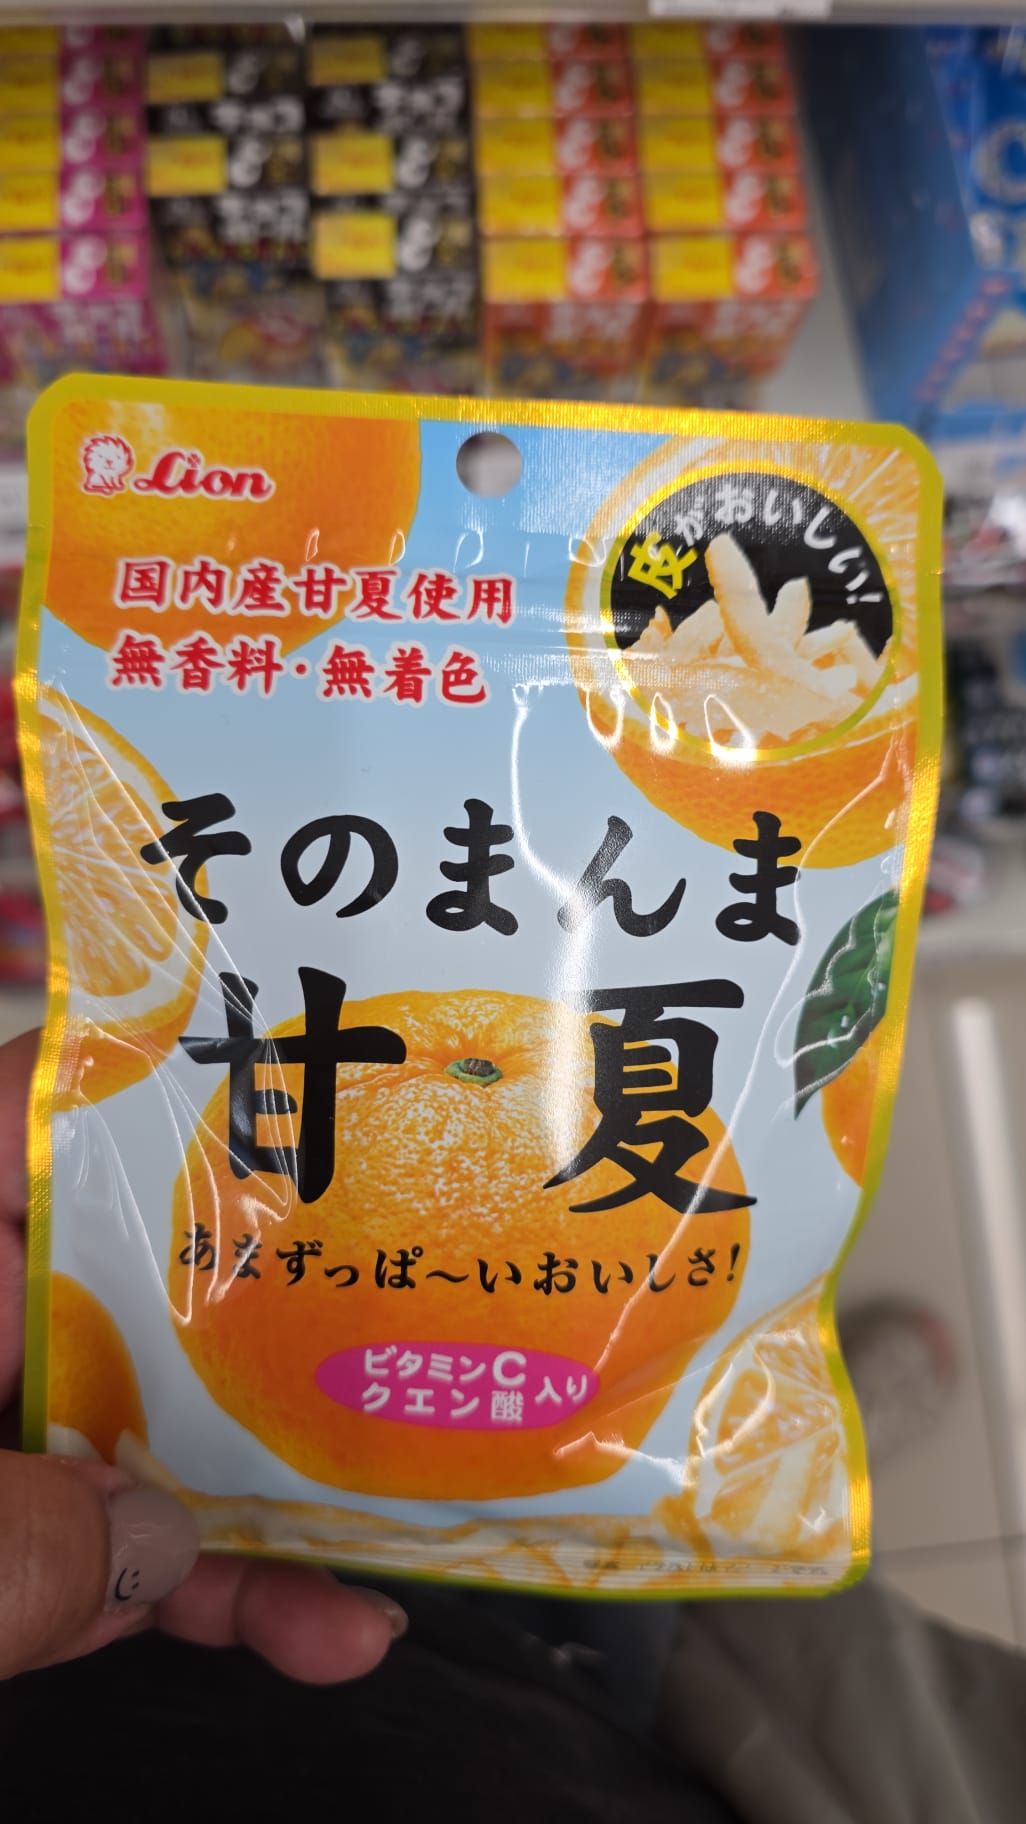 Lion
国内産甘夏使用
無香料・無着色
皮がおいしい!
そのまんま
甘夏
あまずっぱ～いおいしさ!
ビタミンC
クエン酸
入り